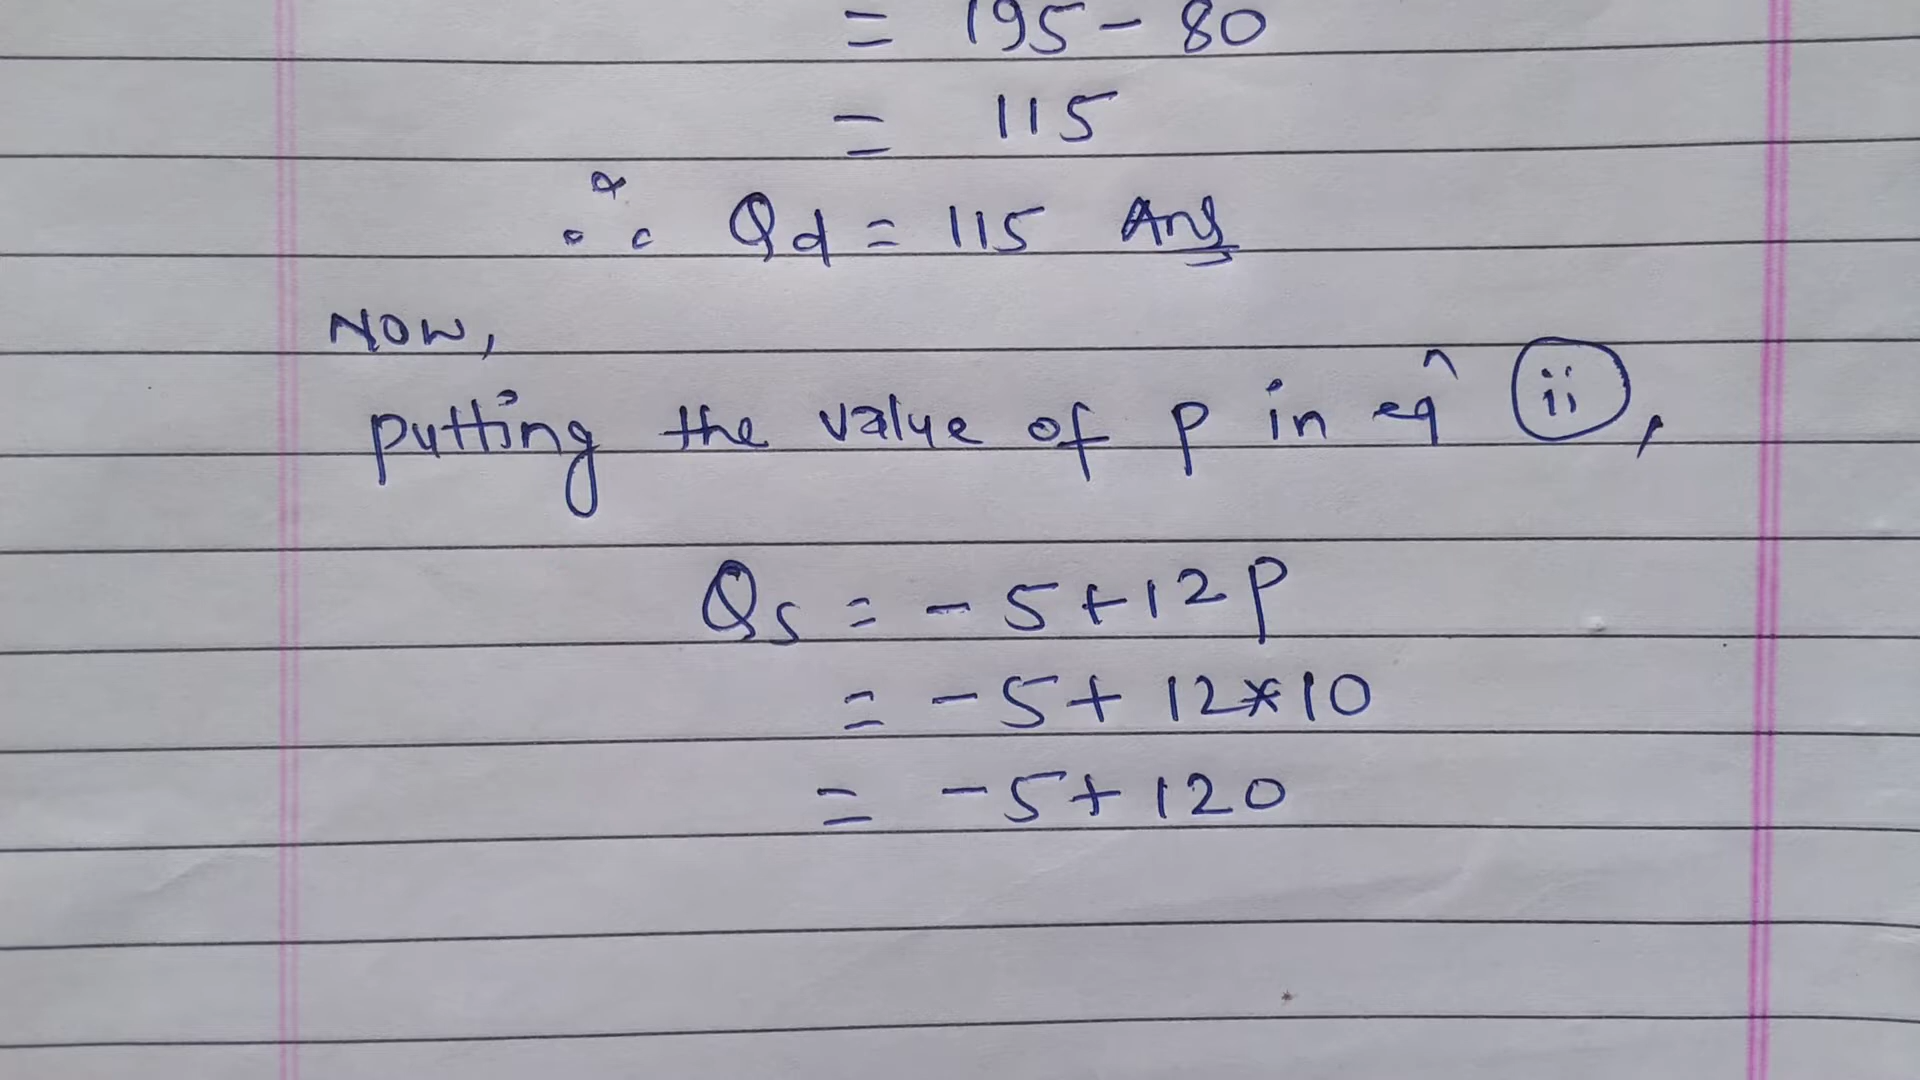 = 195 - 80
= 115
∴ Qd = 115 Ans
Now,
putting the value of p in eq^ (ii),
Qs = - 5 + 12P
= - 5 + 12 * 10
= - 5 + 120